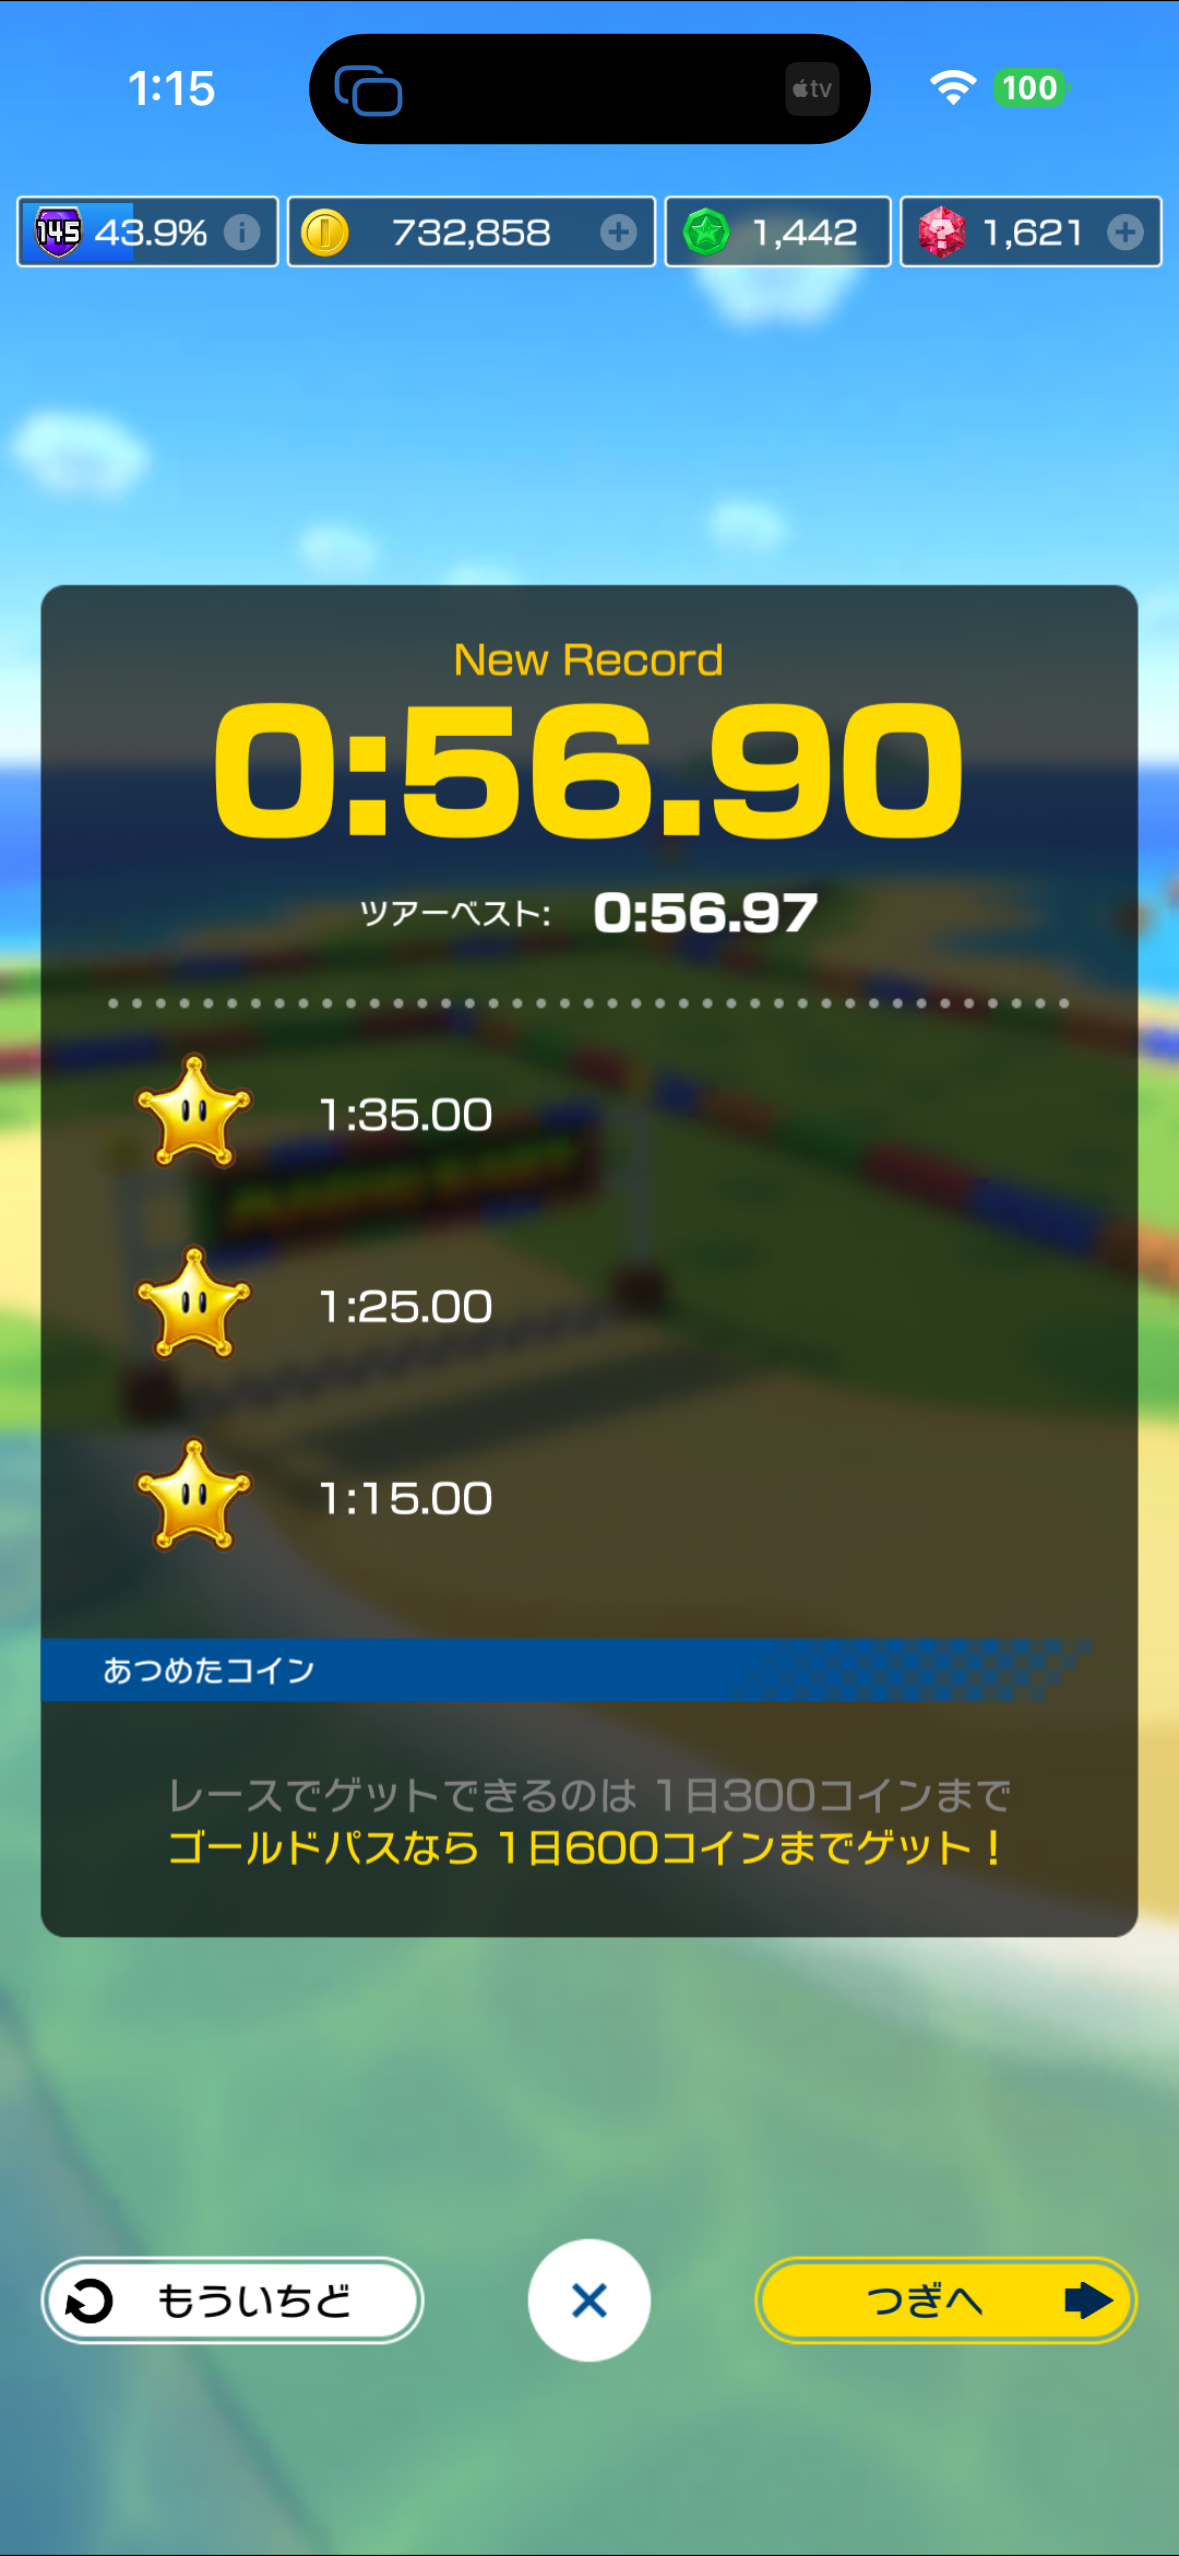 1:15
tv
100
145 43.9%
732,858
1,442
1,621
New Record
0:56.90
ツアーベスト: 0:56.97
1:35.00
1:25.00
1:15.00
あつめたコイン
レースでゲットできるのは 1日300コインまで
ゴールドパスなら 1日600コインまでゲット！
もういちど
つぎへ